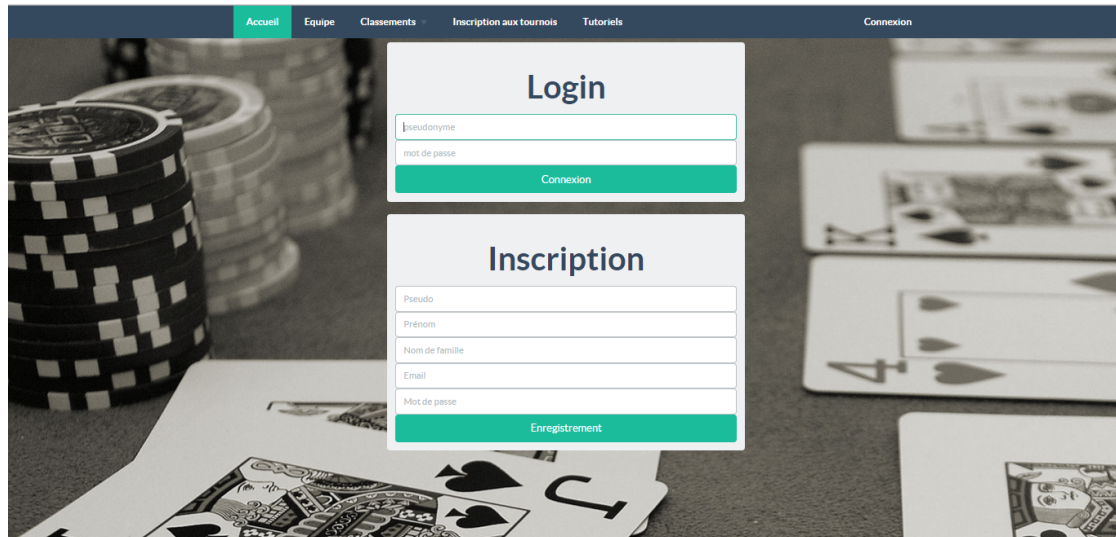 Accueil Equipe Classements Inscription aux tournois Tutoriels Connexion
Login
pseudonyme
mot de passe
Connexion
Inscription
Pseudo
Prénom
Nom de famille
Email
Mot de passe
Enregistrement
K
4
J